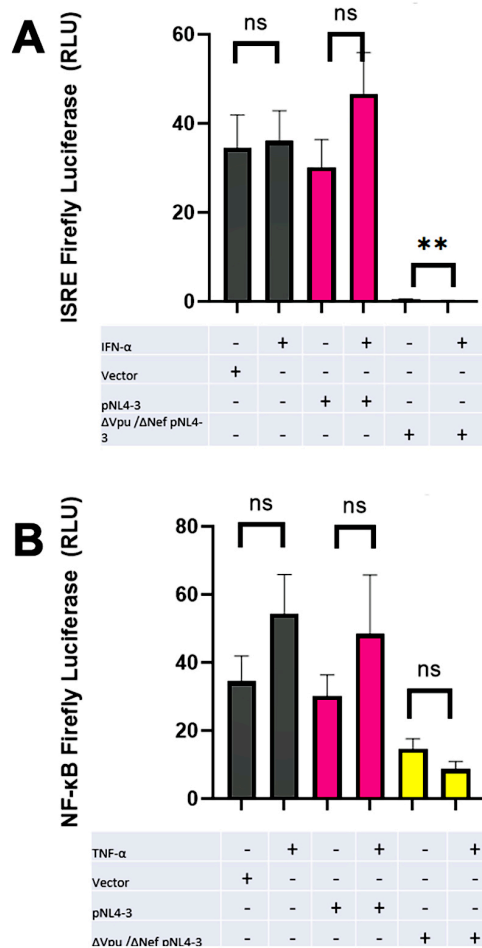 A
ISRE Firefly Luciferase (RLU)
60
40
20
0
ns
ns
**
IFN-α - + - + - +
Vector + - - - - -
pNL4-3 - - + + - -
ΔVpu /ΔNef pNL4-
3 - - - - + +
B
NF-κB Firefly Luciferase (RLU)
80
60
40
20
0
ns
ns
ns
TNF-α - + - + - +
Vector + - - - - -
pNL4-3 - - + + - -
ΔVpu /ΔNef pNL4-3 - - - - + +